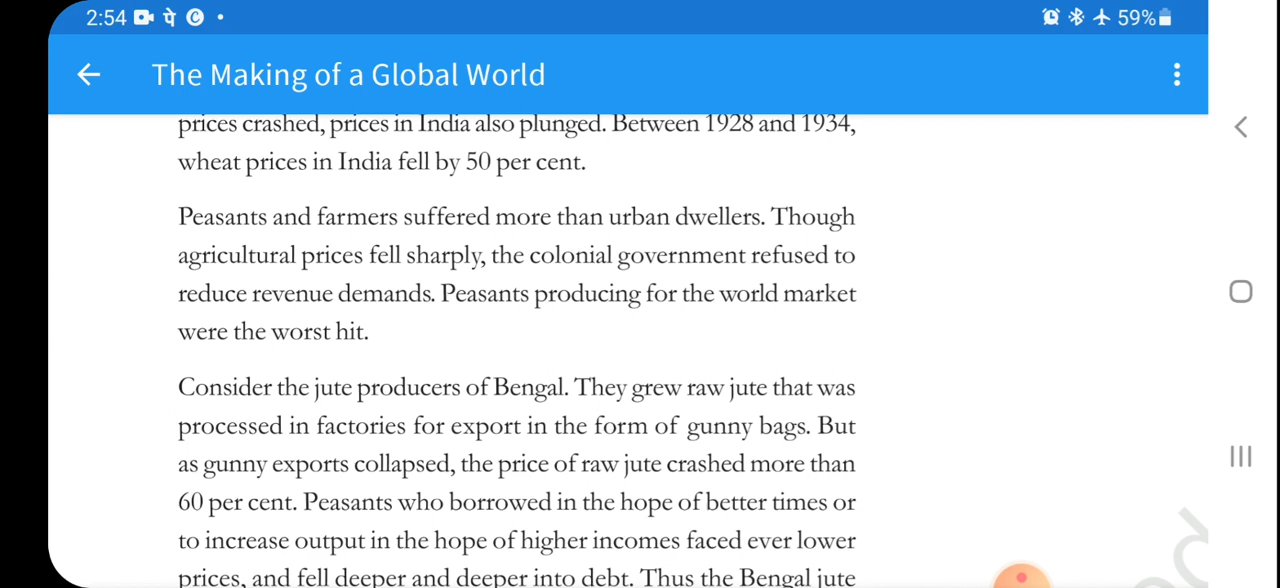 2:54 पे C 59%
The Making of a Global World
prices crashed, prices in India also plunged. Between 1928 and 1934,
wheat prices in India fell by 50 per cent.
Peasants and farmers suffered more than urban dwellers. Though
agricultural prices fell sharply, the colonial government refused to
reduce revenue demands. Peasants producing for the world market
were the worst hit.
Consider the jute producers of Bengal. They grew raw jute that was
processed in factories for export in the form of gunny bags. But
as gunny exports collapsed, the price of raw jute crashed more than
60 per cent. Peasants who borrowed in the hope of better times or
to increase output in the hope of higher incomes faced ever lower
prices, and fell deeper and deeper into debt. Thus the Bengal jute